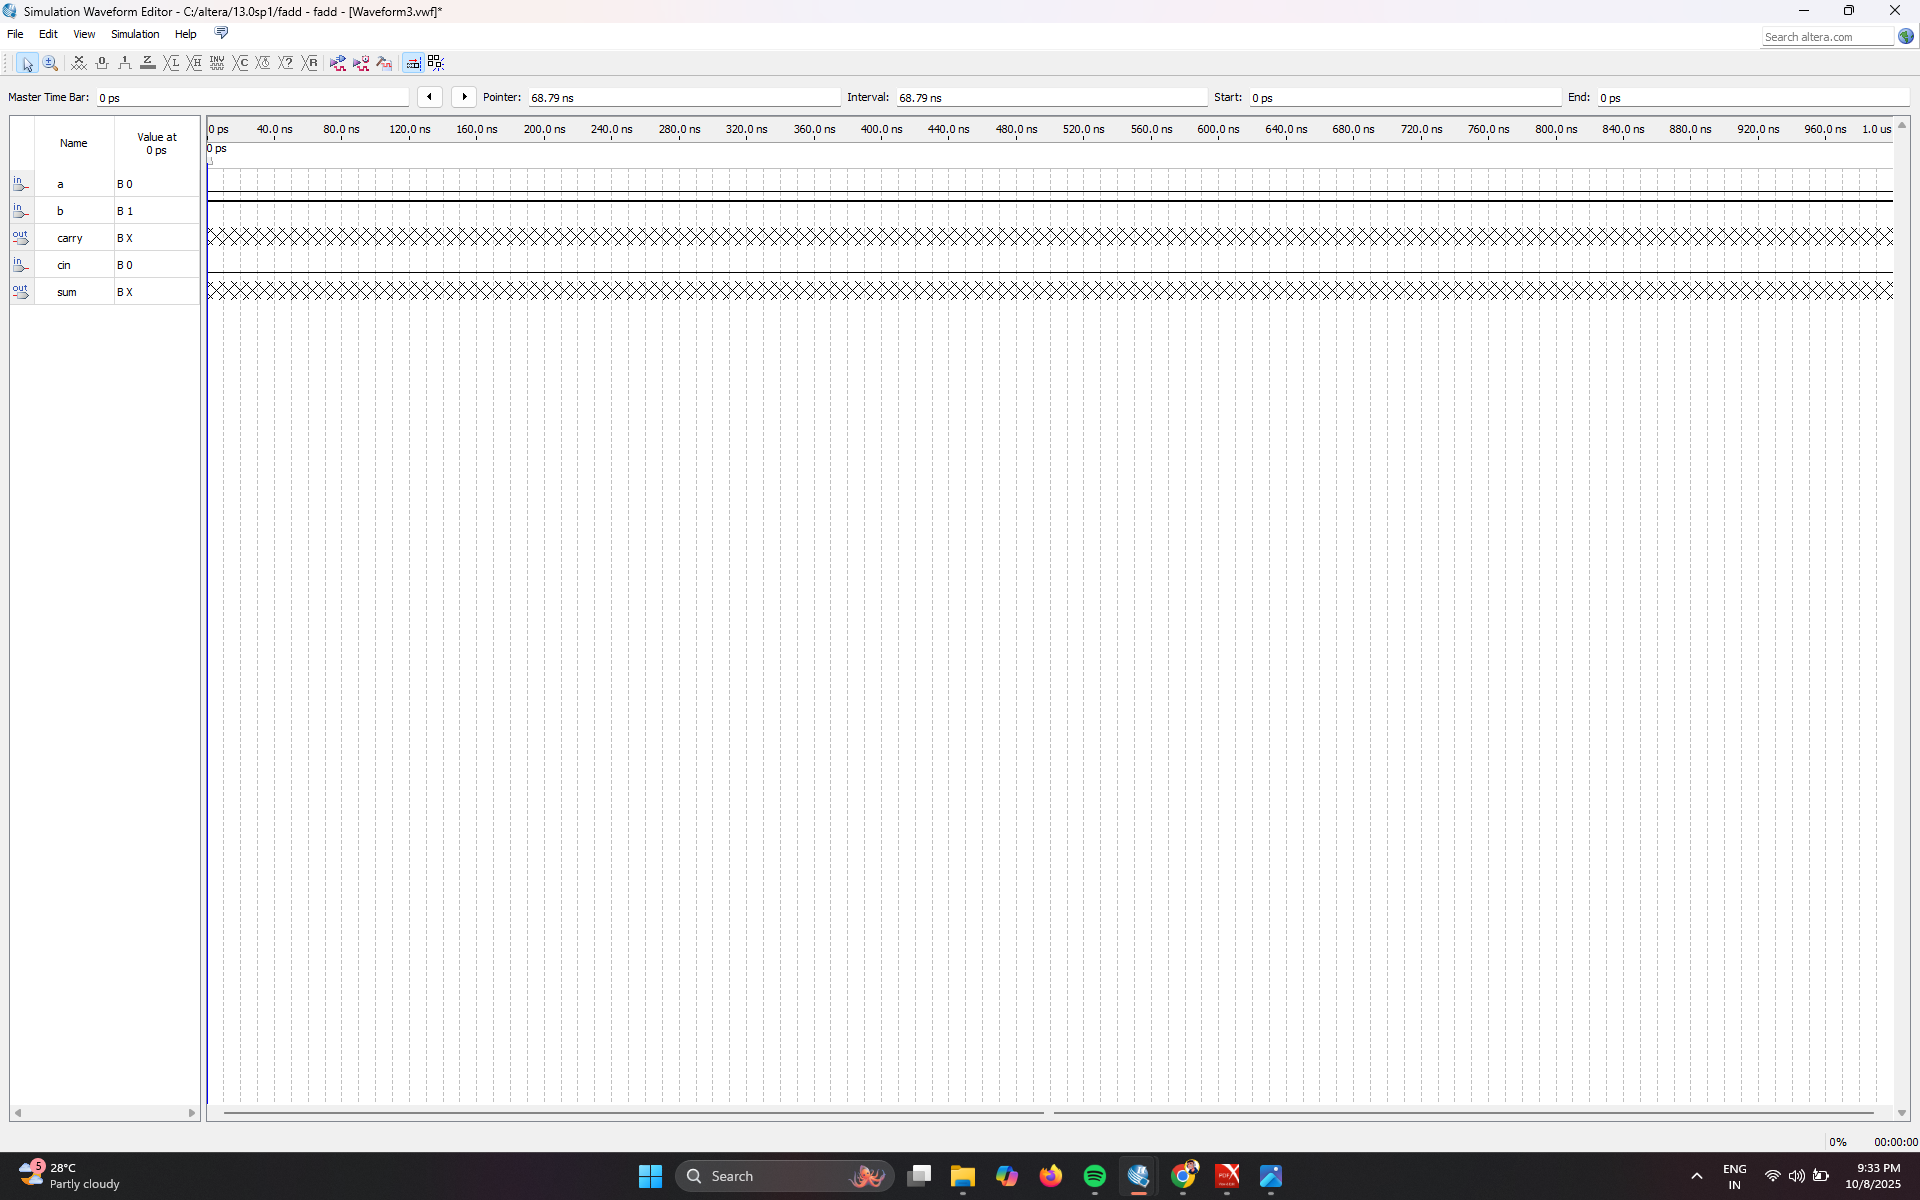 Simulation Waveform Editor - C:/altera/13.0sp1/fadd - fadd - [Waveform3.vwf]*
File Edit View Simulation Help
Search altera.com
Master Time Bar: 0 ps Pointer: 68.79 ns Interval: 68.79 ns Start: 0 ps End: 0 ps
Name
Value at
0 ps
0 ps 40.0 ns 80.0 ns 120.0 ns 160.0 ns 200.0 ns 240.0 ns 280.0 ns 320.0 ns 360.0 ns 400.0 ns 440.0 ns 480.0 ns 520.0 ns 560.0 ns 600.0 ns 640.0 ns 680.0 ns 720.0 ns 760.0 ns 800.0 ns 840.0 ns 880.0 ns 920.0 ns 960.0 ns 1.0 us
0 ps
in a B 0
in b B 1
out carry B X
in cin B 0
out sum B X
0% 00:00:00
5
28°C
Partly cloudy
Search
ENG
IN
9:33 PM
10/8/2025